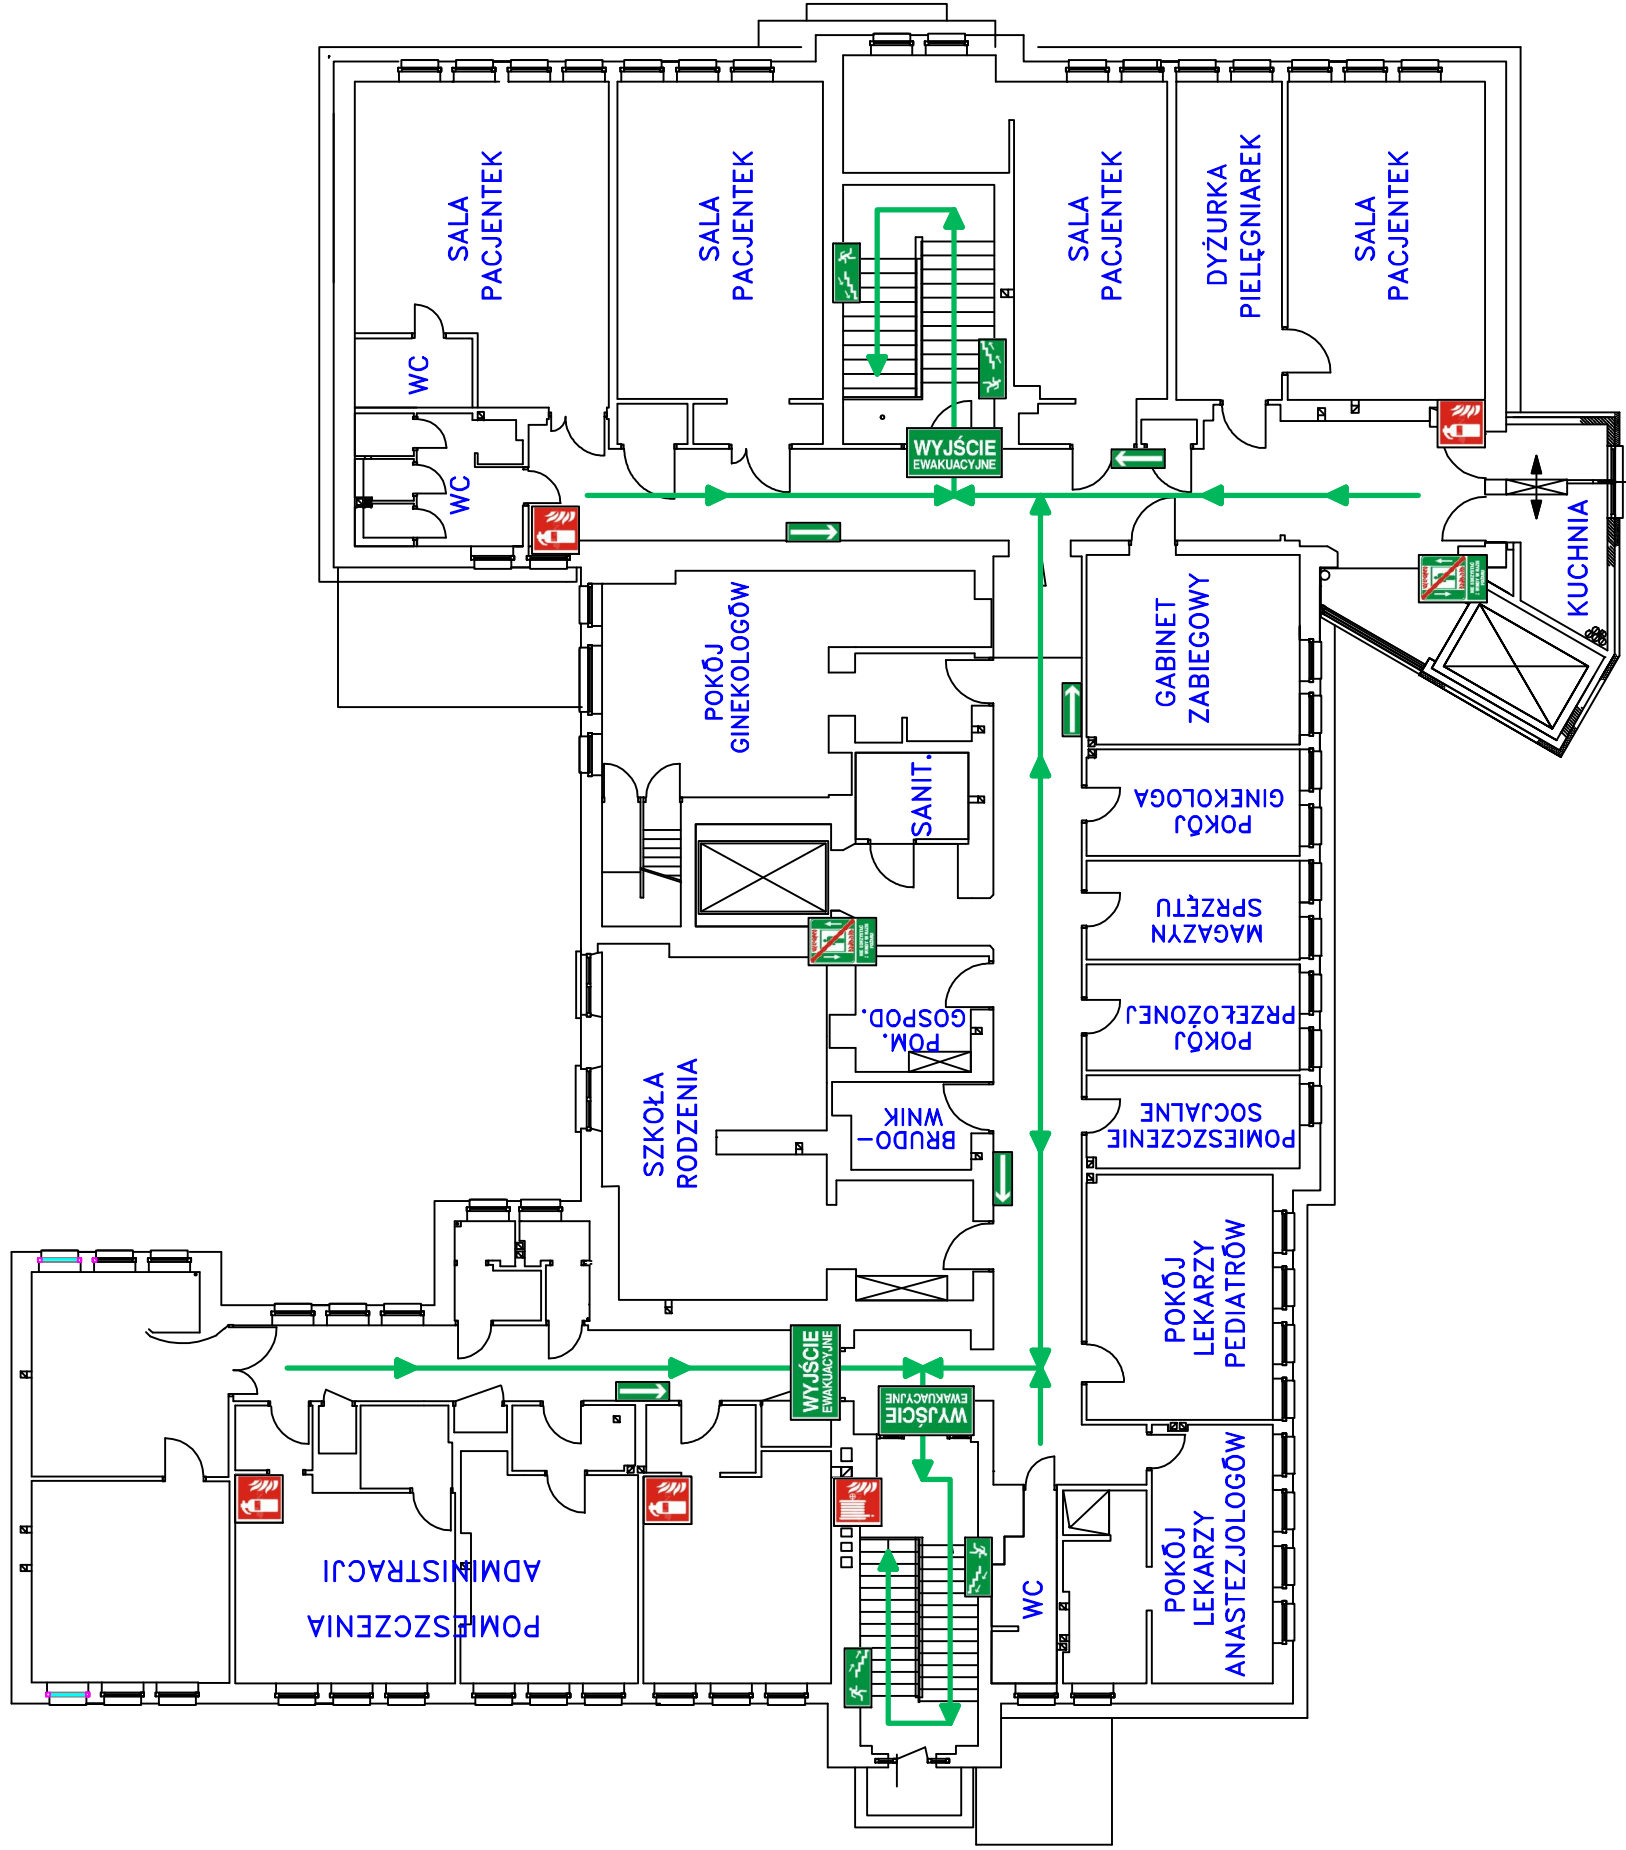 SALA
PACJENTEK
SALA
PACJENTEK
SALA
PACJENTEK
DYŻURKA
PIELĘGNIAREK
SALA
PACJENTEK
WC
WC
WYJŚCIE
EWAKUACYJNE
KUCHNIA
POKÓJ
GINEKOLOGÓW
GABINET
ZABIEGOWY
SANIT.
POKÓJ
GINEKOLOGA
MAGAZYN
SPRZĘTU
POM.
GOSPOD.
POKÓJ
PRZEŁOŻONEJ
SZKOŁA
RODZENIA
BRUDO-
WNIK
POMIESZCZENIE
SOCJALNE
POKÓJ
LEKARZY
PEDIATRÓW
WYJŚCIE
EWAKUACYJNE
WYJŚCIE
EWAKUACYJNE
POMIESZCZENIA
ADMINISTRACJI
WC
POKÓJ
LEKARZY
ANASTEZJOLOGÓW